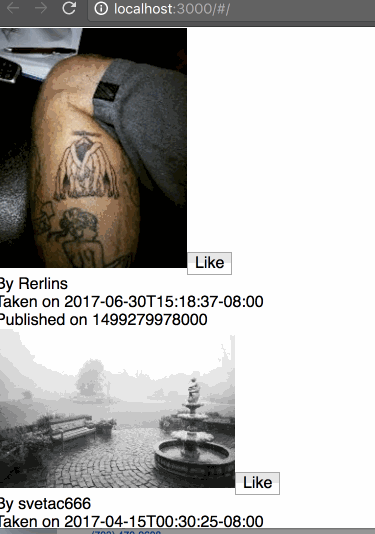 localhost:3000/#/
Like
By Rerlins
Taken on 2017-06-30T15:18:37-08:00
Published on 1499279978000
Like
By svetac666
Taken on 2017-04-15T00:30:25-08:00